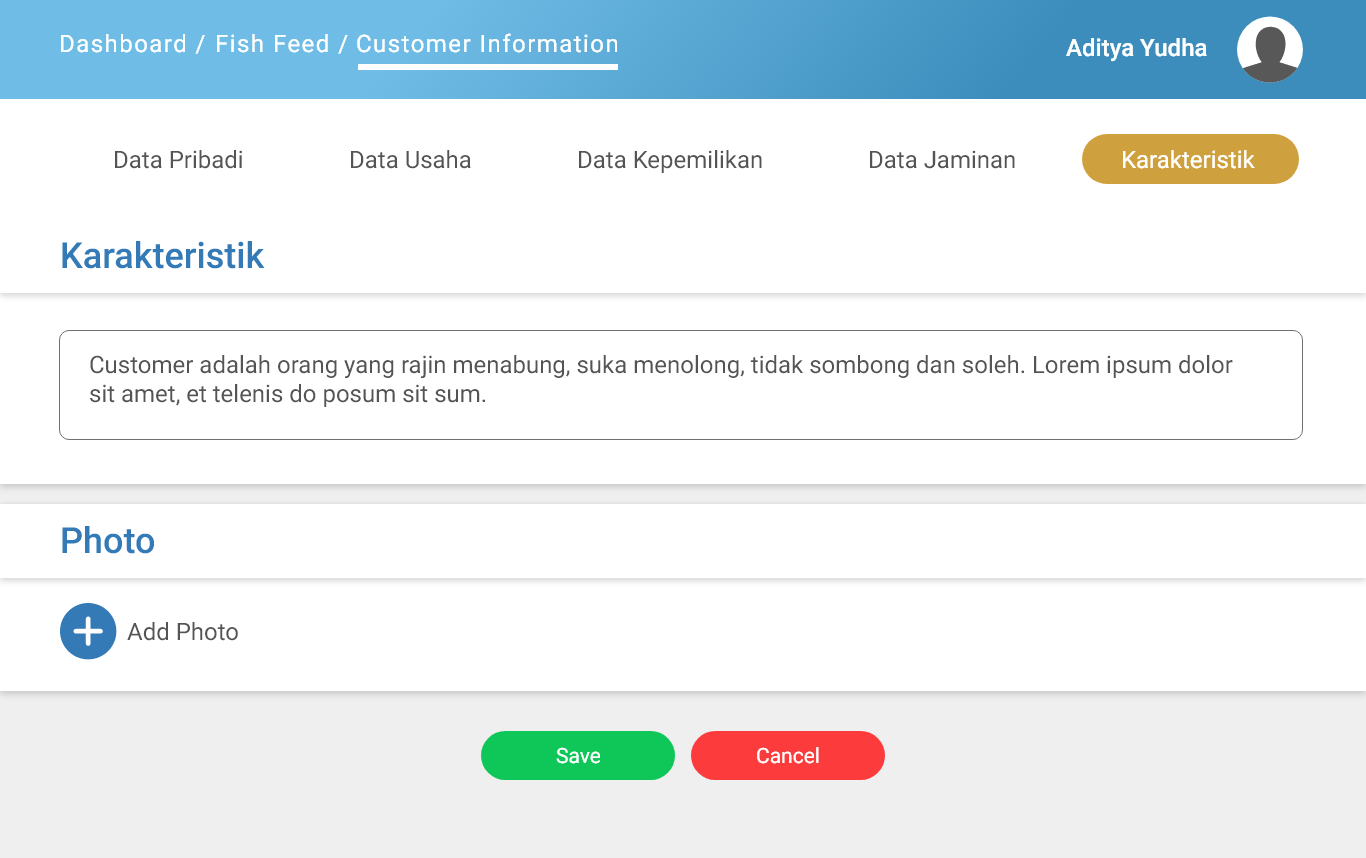 Dashboard / Fish Feed / Customer Information
Aditya Yudha
Data Pribadi
Data Usaha
Data Kepemilikan
Data Jaminan
Karakteristik
Karakteristik
Customer adalah orang yang rajin menabung, suka menolong, tidak sombong dan soleh. Lorem ipsum dolor
sit amet, et telenis do posum sit sum.
Photo
Add Photo
Save
Cancel